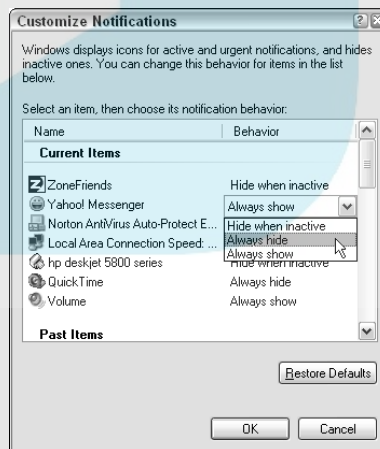 Customize Notifications
Windows displays icons for active and urgent notifications, and hides
inactive ones. You can change this behavior for items in the list
below.
Select an item, then choose its notification behavior:
Name Behavior
Current Items
ZoneFriends Hide when inactive
Yahoo! Messenger Always show
Norton AntiVirus Auto-Protect E... Hide when inactive
Local Area Connection Speed: ... Always hide
Always show
hp deskjet 5800 series Hide when inactive
QuickTime Always hide
Volume Always show
Past Items
Restore Defaults
OK Cancel